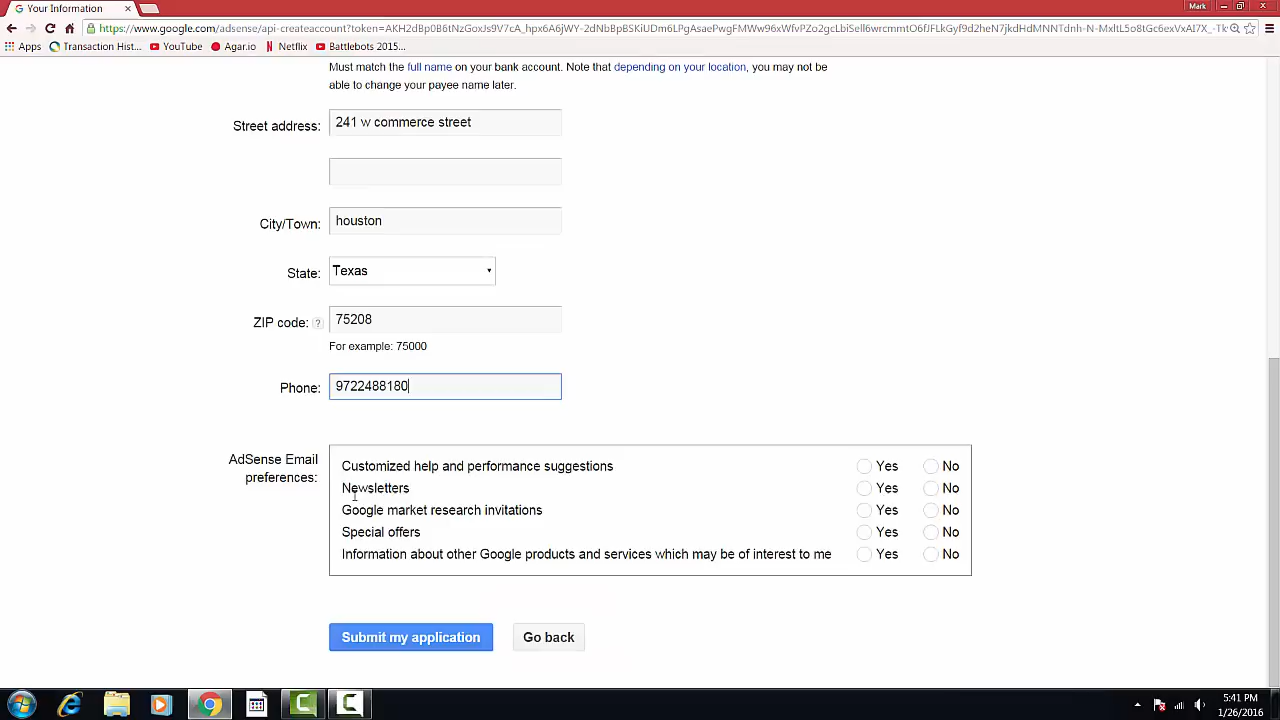 Mark
Your Information
https://www.google.com/adsense/api-createaccount?token=
Apps Transaction Hist... YouTube Agar.io Netflix Battlebots 2015...
Must match the full name on your bank account. Note that depending on your location, you may not be
able to change your payee name later.
Street address: 241 w commerce street
City/Town: houston
State: Texas
ZIP code: ? 75208
For example: 75000
Phone: 9722488180
AdSense Email
preferences:
Customized help and performance suggestions Yes No
Newsletters Yes No
Google market research invitations Yes No
Special offers Yes No
Information about other Google products and services which may be of interest to me Yes No
Submit my application Go back
5:41 PM
1/26/2016